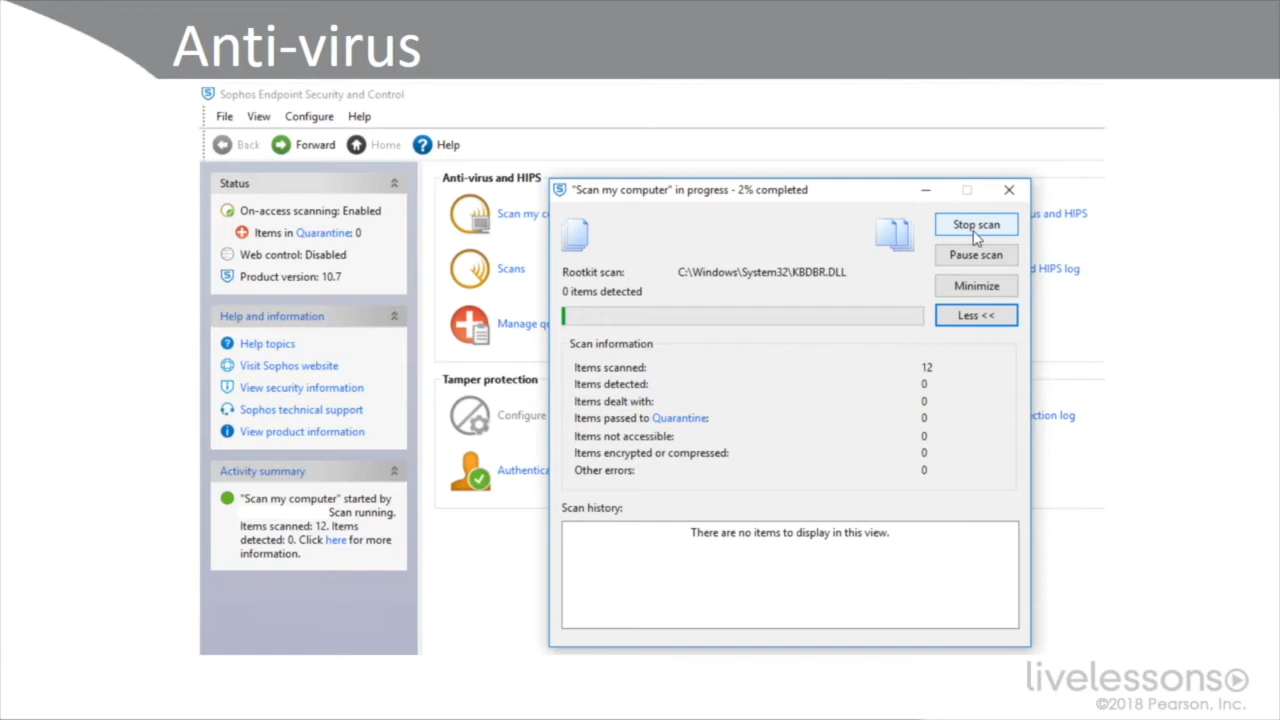 Anti-virus
Sophos Endpoint Security and Control
File View Configure Help
Back Forward Home Help
Status
On-access scanning: Enabled
Items in Quarantine: 0
Web control: Disabled
Product version: 10.7
Help and information
Help topics
Visit Sophos website
View security information
Sophos technical support
View product information
Activity summary
"Scan my computer" started by
Scan running.
Items scanned: 12. Items
detected: 0. Click here for more
information.
Anti-virus and HIPS
Scan my co
us and HIPS
Scans
d HIPS log
Manage qu
Tamper protection
Configure
ction log
Authentica
"Scan my computer" in progress - 2% completed
Stop scan
Pause scan
Rootkit scan: C:\Windows\System32\KBDBR.DLL
Minimize
0 items detected
Less <<
Scan information
Items scanned: 12
Items detected: 0
Items dealt with: 0
Items passed to Quarantine: 0
Items not accessible: 0
Items encrypted or compressed: 0
Other errors: 0
Scan history:
There are no items to display in this view.
livelessons
©2018 Pearson, Inc.